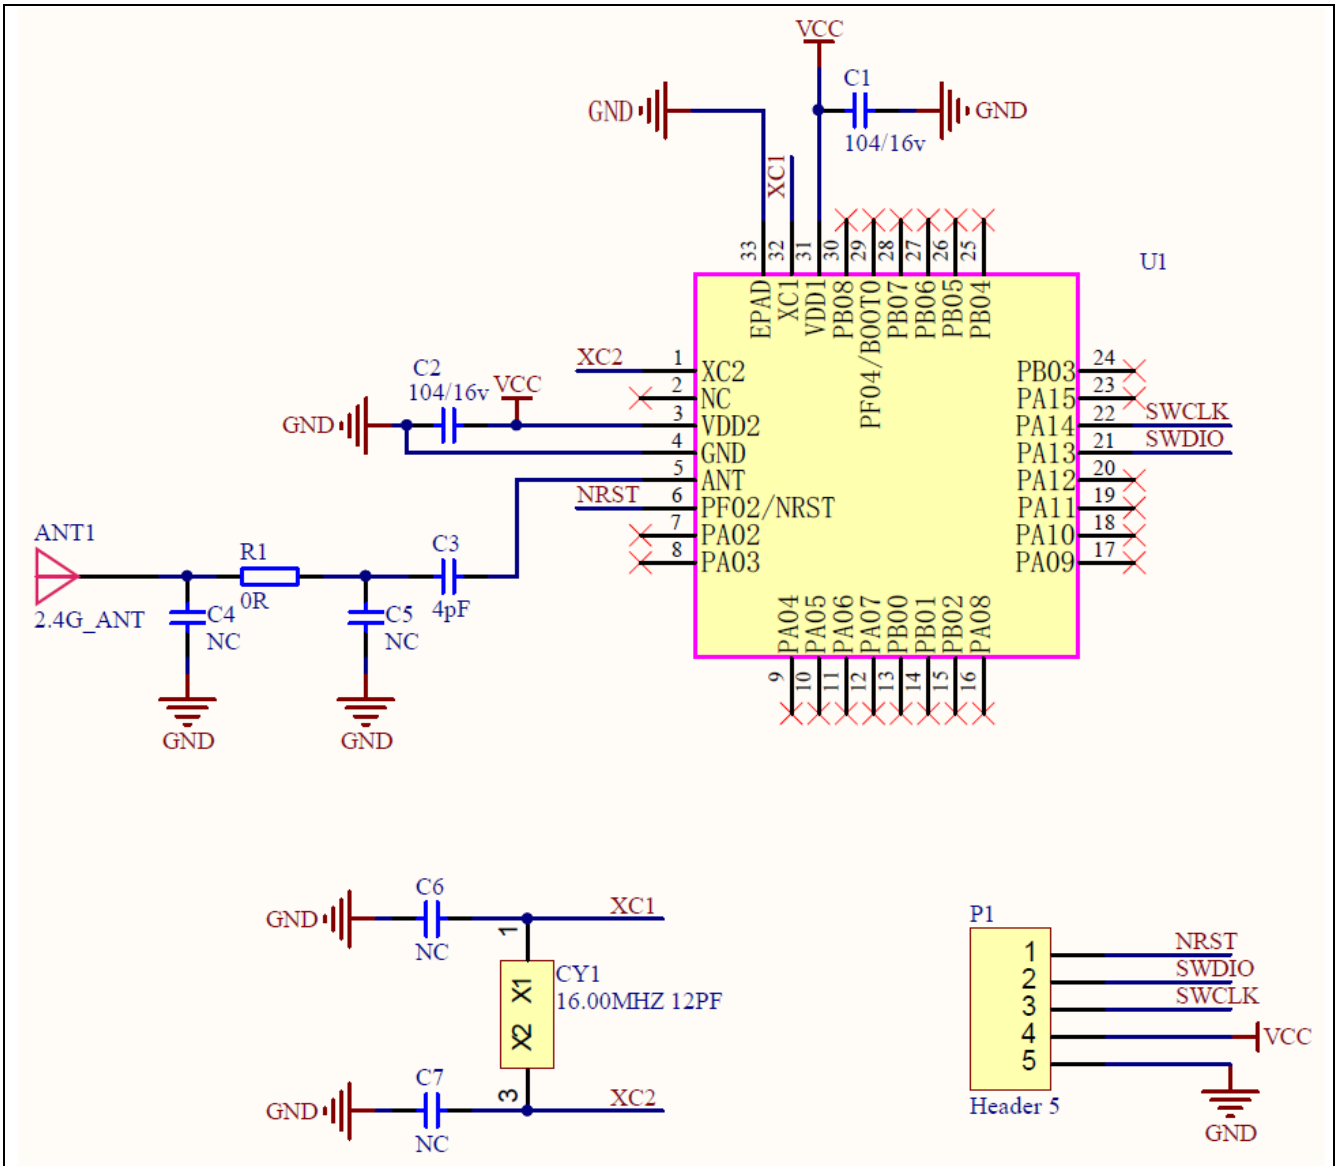 VCC
C1
GND
GND
104/16v
XC1
33
32
31
30
29
28
27
26
25
U1
EPAD
XC1
VDD1
PB08
PF04/BOOT0
PB07
PB06
PB05
PB04
XC2
1
XC2
2
NC
C2
104/16v
VCC
GND
3
VDD2
4
GND
5
ANT
NRST
6
PF02/NRST
7
PA02
8
PA03
24
PB03
23
PA15
22
PA14
SWCLK
21
PA13
SWDIO
20
PA12
19
PA11
18
PA10
17
PA09
ANT1
2.4G_ANT
R1
0R
C3
4pF
C4
NC
C5
NC
GND
GND
PA04
PA05
PA06
PA07
PB00
PB01
PB02
PA08
9
10
11
12
13
14
15
16
C6
GND
NC
XC1
1
X1
X2
CY1
16.00MHZ 12PF
3
C7
GND
NC
XC2
P1
1
NRST
2
SWDIO
3
SWCLK
4
VCC
5
Header 5
GND